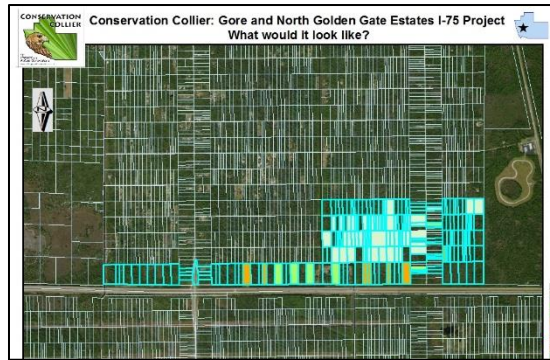 CONSERVATION
COLLIER
Conservation Collier: Gore and North Golden Gate Estates I-75 Project
What would it look like?